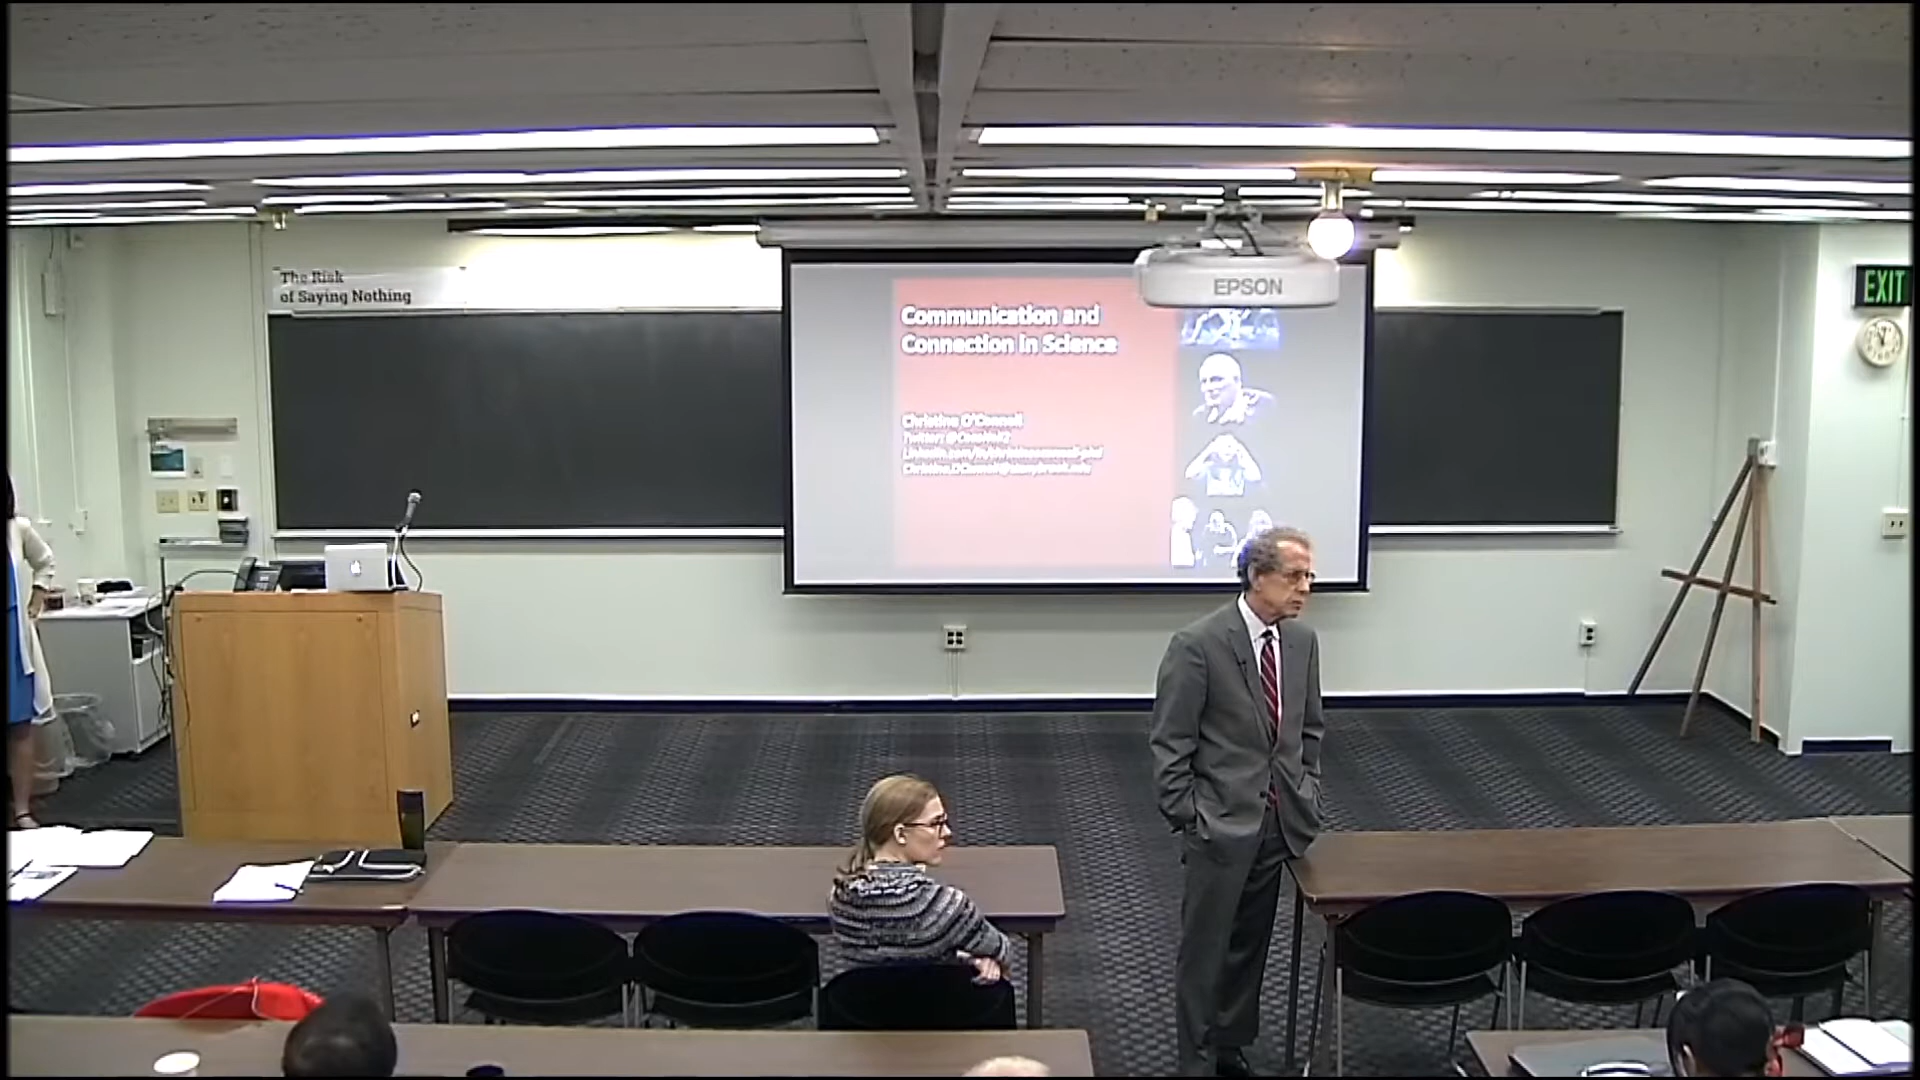 The Risk
of Saying Nothing
EPSON
EXIT
Communication and
Connection in Science
Christine O'Connell